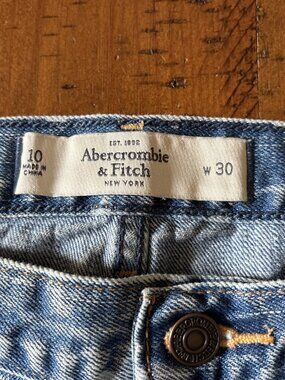 10
MADE IN
CHINA
EST. 1892
Abercrombie
& Fitch
NEW YORK
W 30